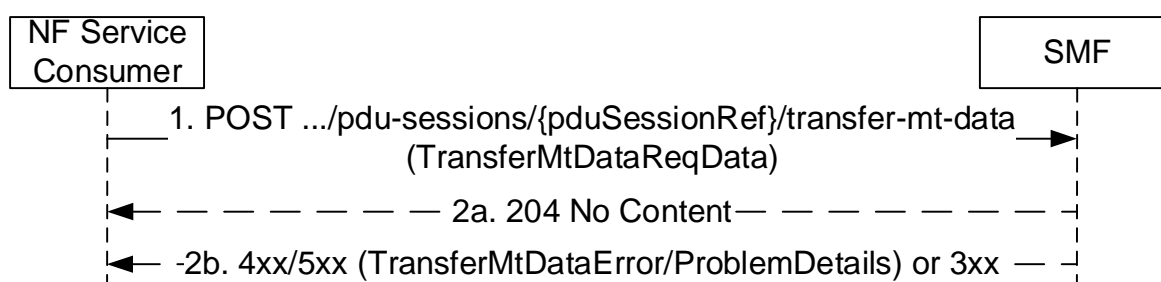 NF Service
Consumer
SMF
1. POST .../pdu-sessions/{pduSessionRef}/transfer-mt-data
(TransferMtDataReqData)
2a. 204 No Content
2b. 4xx/5xx (TransferMtDataError/ProblemDetails) or 3xx